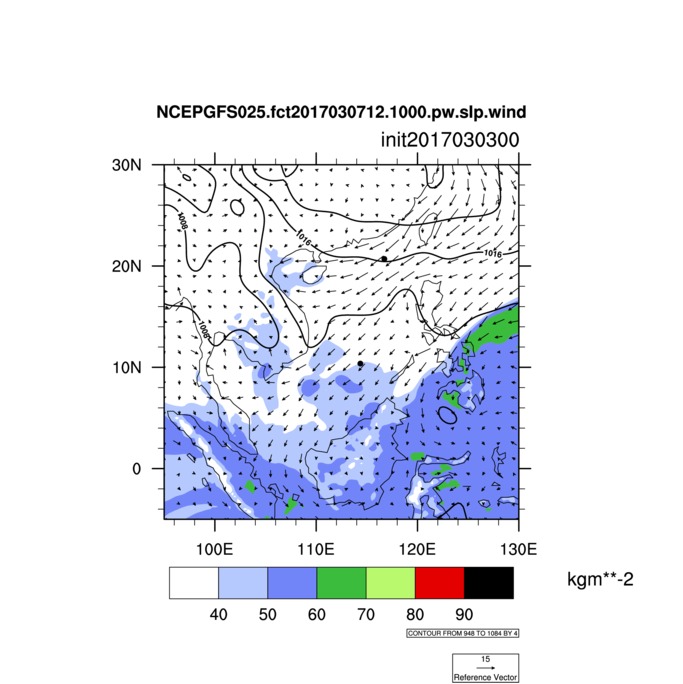 NCEPGFS025.fct2017030712.1000.pw.slp.wind
init2017030300
30N
20N
10N
0
1008
1016
1016
1008
100E 110E 120E 130E
kgm**-2
40 50 60 70 80 90
CONTOUR FROM 948 TO 1084 BY 4
15
Reference Vector